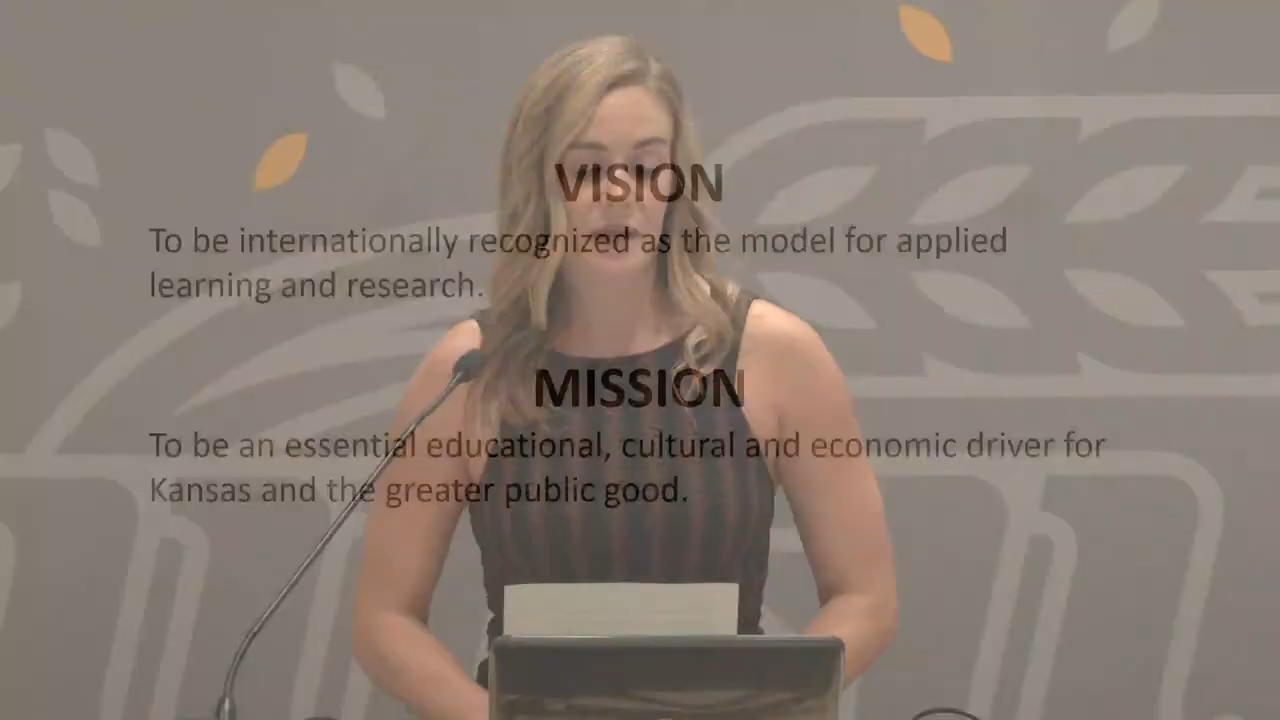 VISION
To be internationally recognized as the model for applied
learning and research.
MISSION
To be an essential educational, cultural and economic driver for
Kansas and the greater public good.